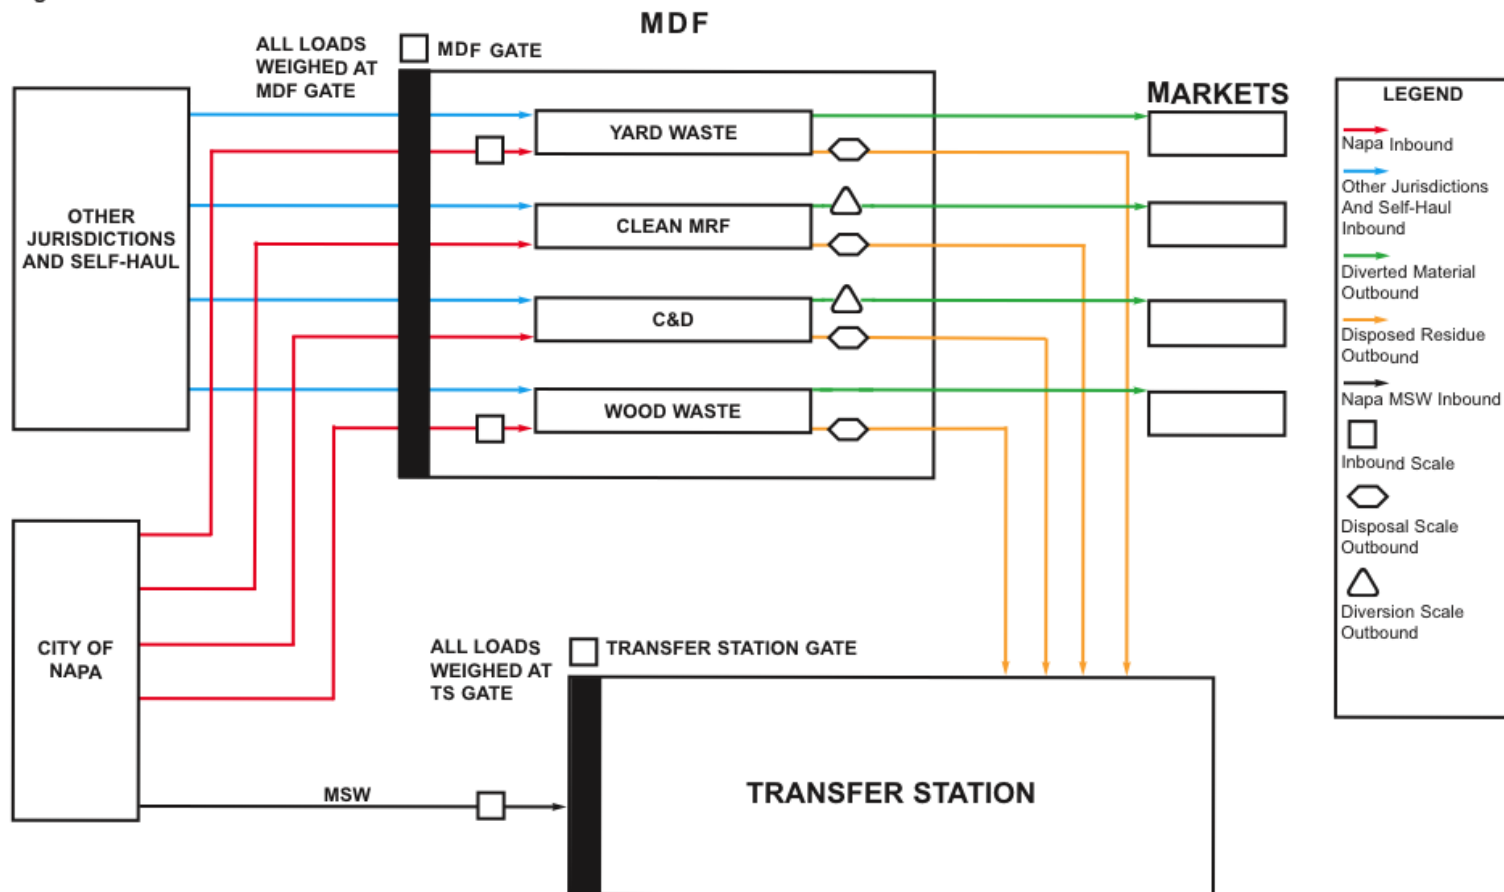 MDF
ALL LOADS
WEIGHED AT
MDF GATE
MDF GATE
OTHER
JURISDICTIONS
AND SELF-HAUL
YARD WASTE
CLEAN MRF
C&D
WOOD WASTE
MARKETS
LEGEND
Napa Inbound
Other Jurisdictions
And Self-Haul
Inbound
Diverted Material
Outbound
Disposed Residue
Outbound
Napa MSW Inbound
Inbound Scale
Disposal Scale
Outbound
Diversion Scale
Outbound
CITY OF
NAPA
ALL LOADS
WEIGHED AT
TS GATE
TRANSFER STATION GATE
MSW
TRANSFER STATION